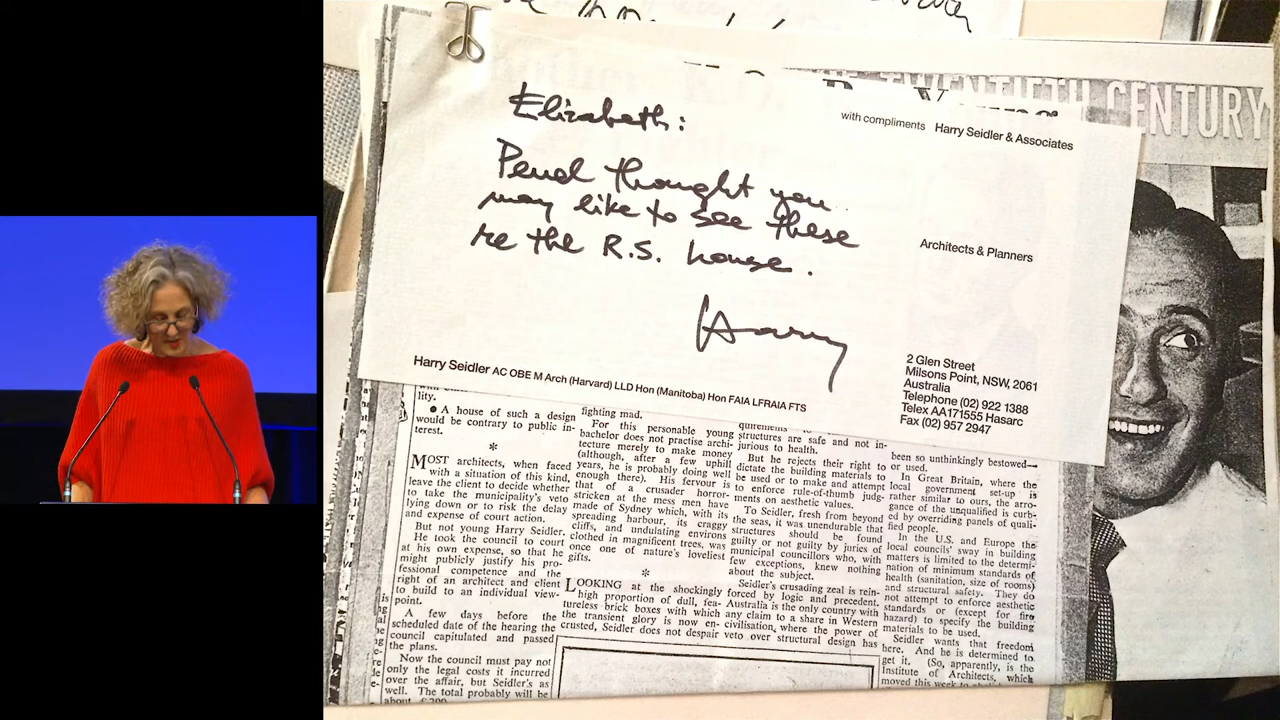 TWENTIETH CENTURY
with compliments Harry Seidler & Associates
Elizabeth:
Penel thought you
may like to see these
re the R.S. house.
Harry
Architects & Planners
Harry Seidler AC OBE M Arch (Harvard) LLD Hon (Manitoba) Hon FAIA LFRAIA FTS
2 Glen Street
Milsons Point, NSW, 2061
Australia
Telephone (02) 922 1388
Telex AA171555 Hasarc
Fax (02) 957 2947
lity.
● A house of such a design
would be contrary to public in-
terest.
*
MOST architects, when faced
with a situation of this kind,
leave the client to decide whether
to take the municipality's veto
lying down or to risk the delay
and expense of court action.
But not young Harry Seidler.
He took the council to court
at his own expense, so that he
might publicly justify his pro-
fessional competence and the
right of an architect and client
to build to an individual view-
point.
A few days before the
scheduled date of the hearing the
council capitulated and passed
the plans.
Now the council must pay not
only the legal costs it incurred
over the affair, but Seidler's as
well. The total probably will be
fighting mad.
For this personable young
bachelor does not practise archi-
tecture merely to make money
(although, after a few uphill
years, he is probably doing well
enough there). His fervour is
that of a crusader horror-
stricken at the mess men have
made of Sydney which, with its
spreading harbour, its craggy
cliffs, and undulating environs
clothed in magnificent trees, was
once one of nature's loveliest
gifts.
*
LOOKING at the shockingly
high proportion of dull, fea-
tureless brick boxes with which
the transient glory is now en-
crusted, Seidler does not despair
structures are safe and not in-
jurious to health.
But he rejects their right to
dictate the building materials to
be used or to make and attempt
to enforce rule-of-thumb judg-
ments on aesthetic values.
To Seidler, fresh from beyond
the seas, it was unendurable that
structures should be found
guilty or not guilty by juries of
municipal councillors who, with
few exceptions, knew nothing
about the subject.
Seidler's crusading zeal is rein-
forced by logic and precedent.
Australia is the only country with
any claim to a share in Western
civilisation, where the power of
veto over structural design has
been so unthinkingly bestowed—
or used.
In Great Britain, where the
local government set-up is
rather similar to ours, the arro-
gance of the unqualified is curb-
ed by overriding panels of quali-
fied people.
In the U.S. and Europe the
local councils' sway in building
matters is limited to the determi-
nation of minimum standards of
health (sanitation, size of rooms)
and structural safety. They do
not attempt to enforce aesthetic
standards or (except for fire
hazard) to specify the building
materials to be used.
Seidler wants that freedom
here. And he is determined to
get it. (So, apparently, is the
Institute of Architects, which